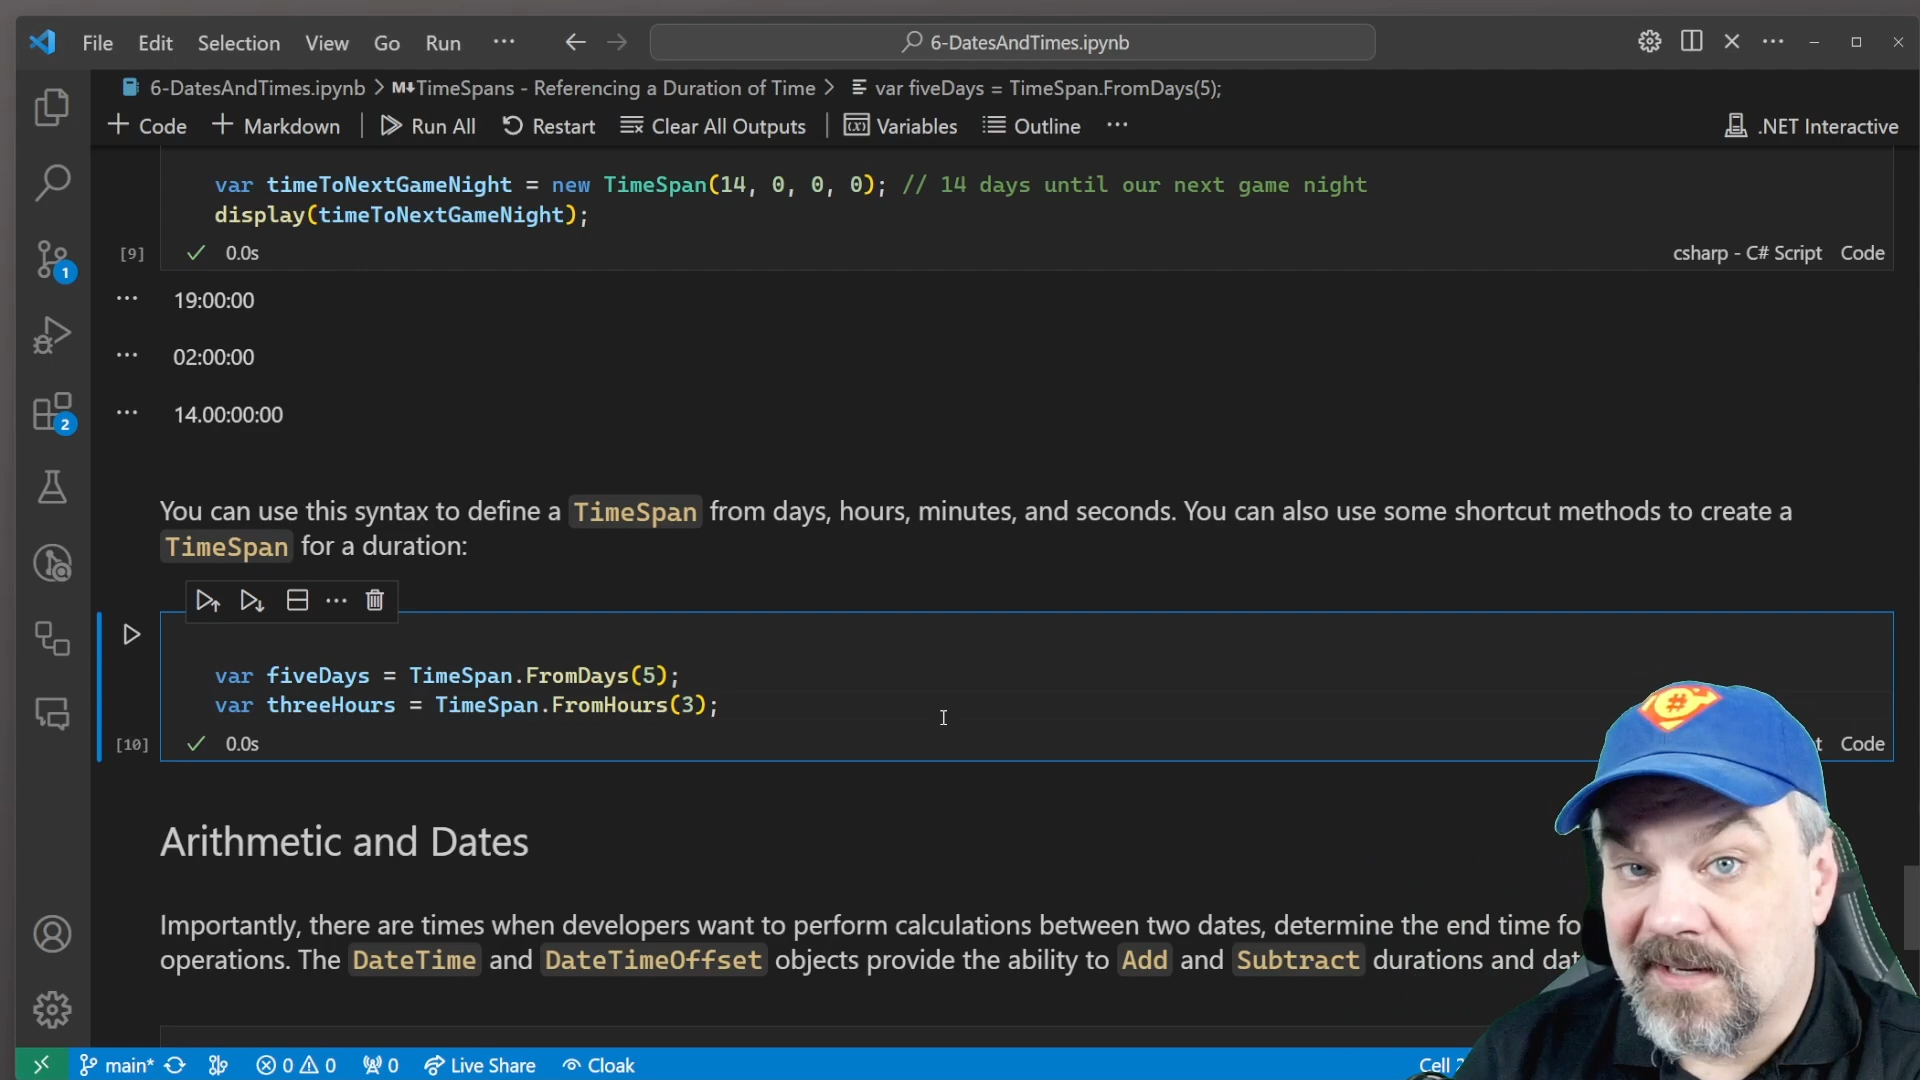 File Edit Selection View Go Run ··· 6-DatesAndTimes.ipynb
6-DatesAndTimes.ipynb > M↓TimeSpans - Referencing a Duration of Time > var fiveDays = TimeSpan.FromDays(5);
+ Code + Markdown Run All Restart Clear All Outputs Variables Outline ··· .NET Interactive
var timeToNextGameNight = new TimeSpan(14, 0, 0, 0); // 14 days until our next game night
display(timeToNextGameNight);
[9] 0.0s csharp - C# Script Code
19:00:00
02:00:00
14.00:00:00
You can use this syntax to define a TimeSpan from days, hours, minutes, and seconds. You can also use some shortcut methods to create a
TimeSpan for a duration:
var fiveDays = TimeSpan.FromDays(5);
var threeHours = TimeSpan.FromHours(3);
[10] 0.0s t Code
Arithmetic and Dates
Importantly, there are times when developers want to perform calculations between two dates, determine the end time fo
operations. The DateTime and DateTimeOffset objects provide the ability to Add and Subtract durations and dat
main* 0 0 0 Live Share Cloak Cell
1
2
#